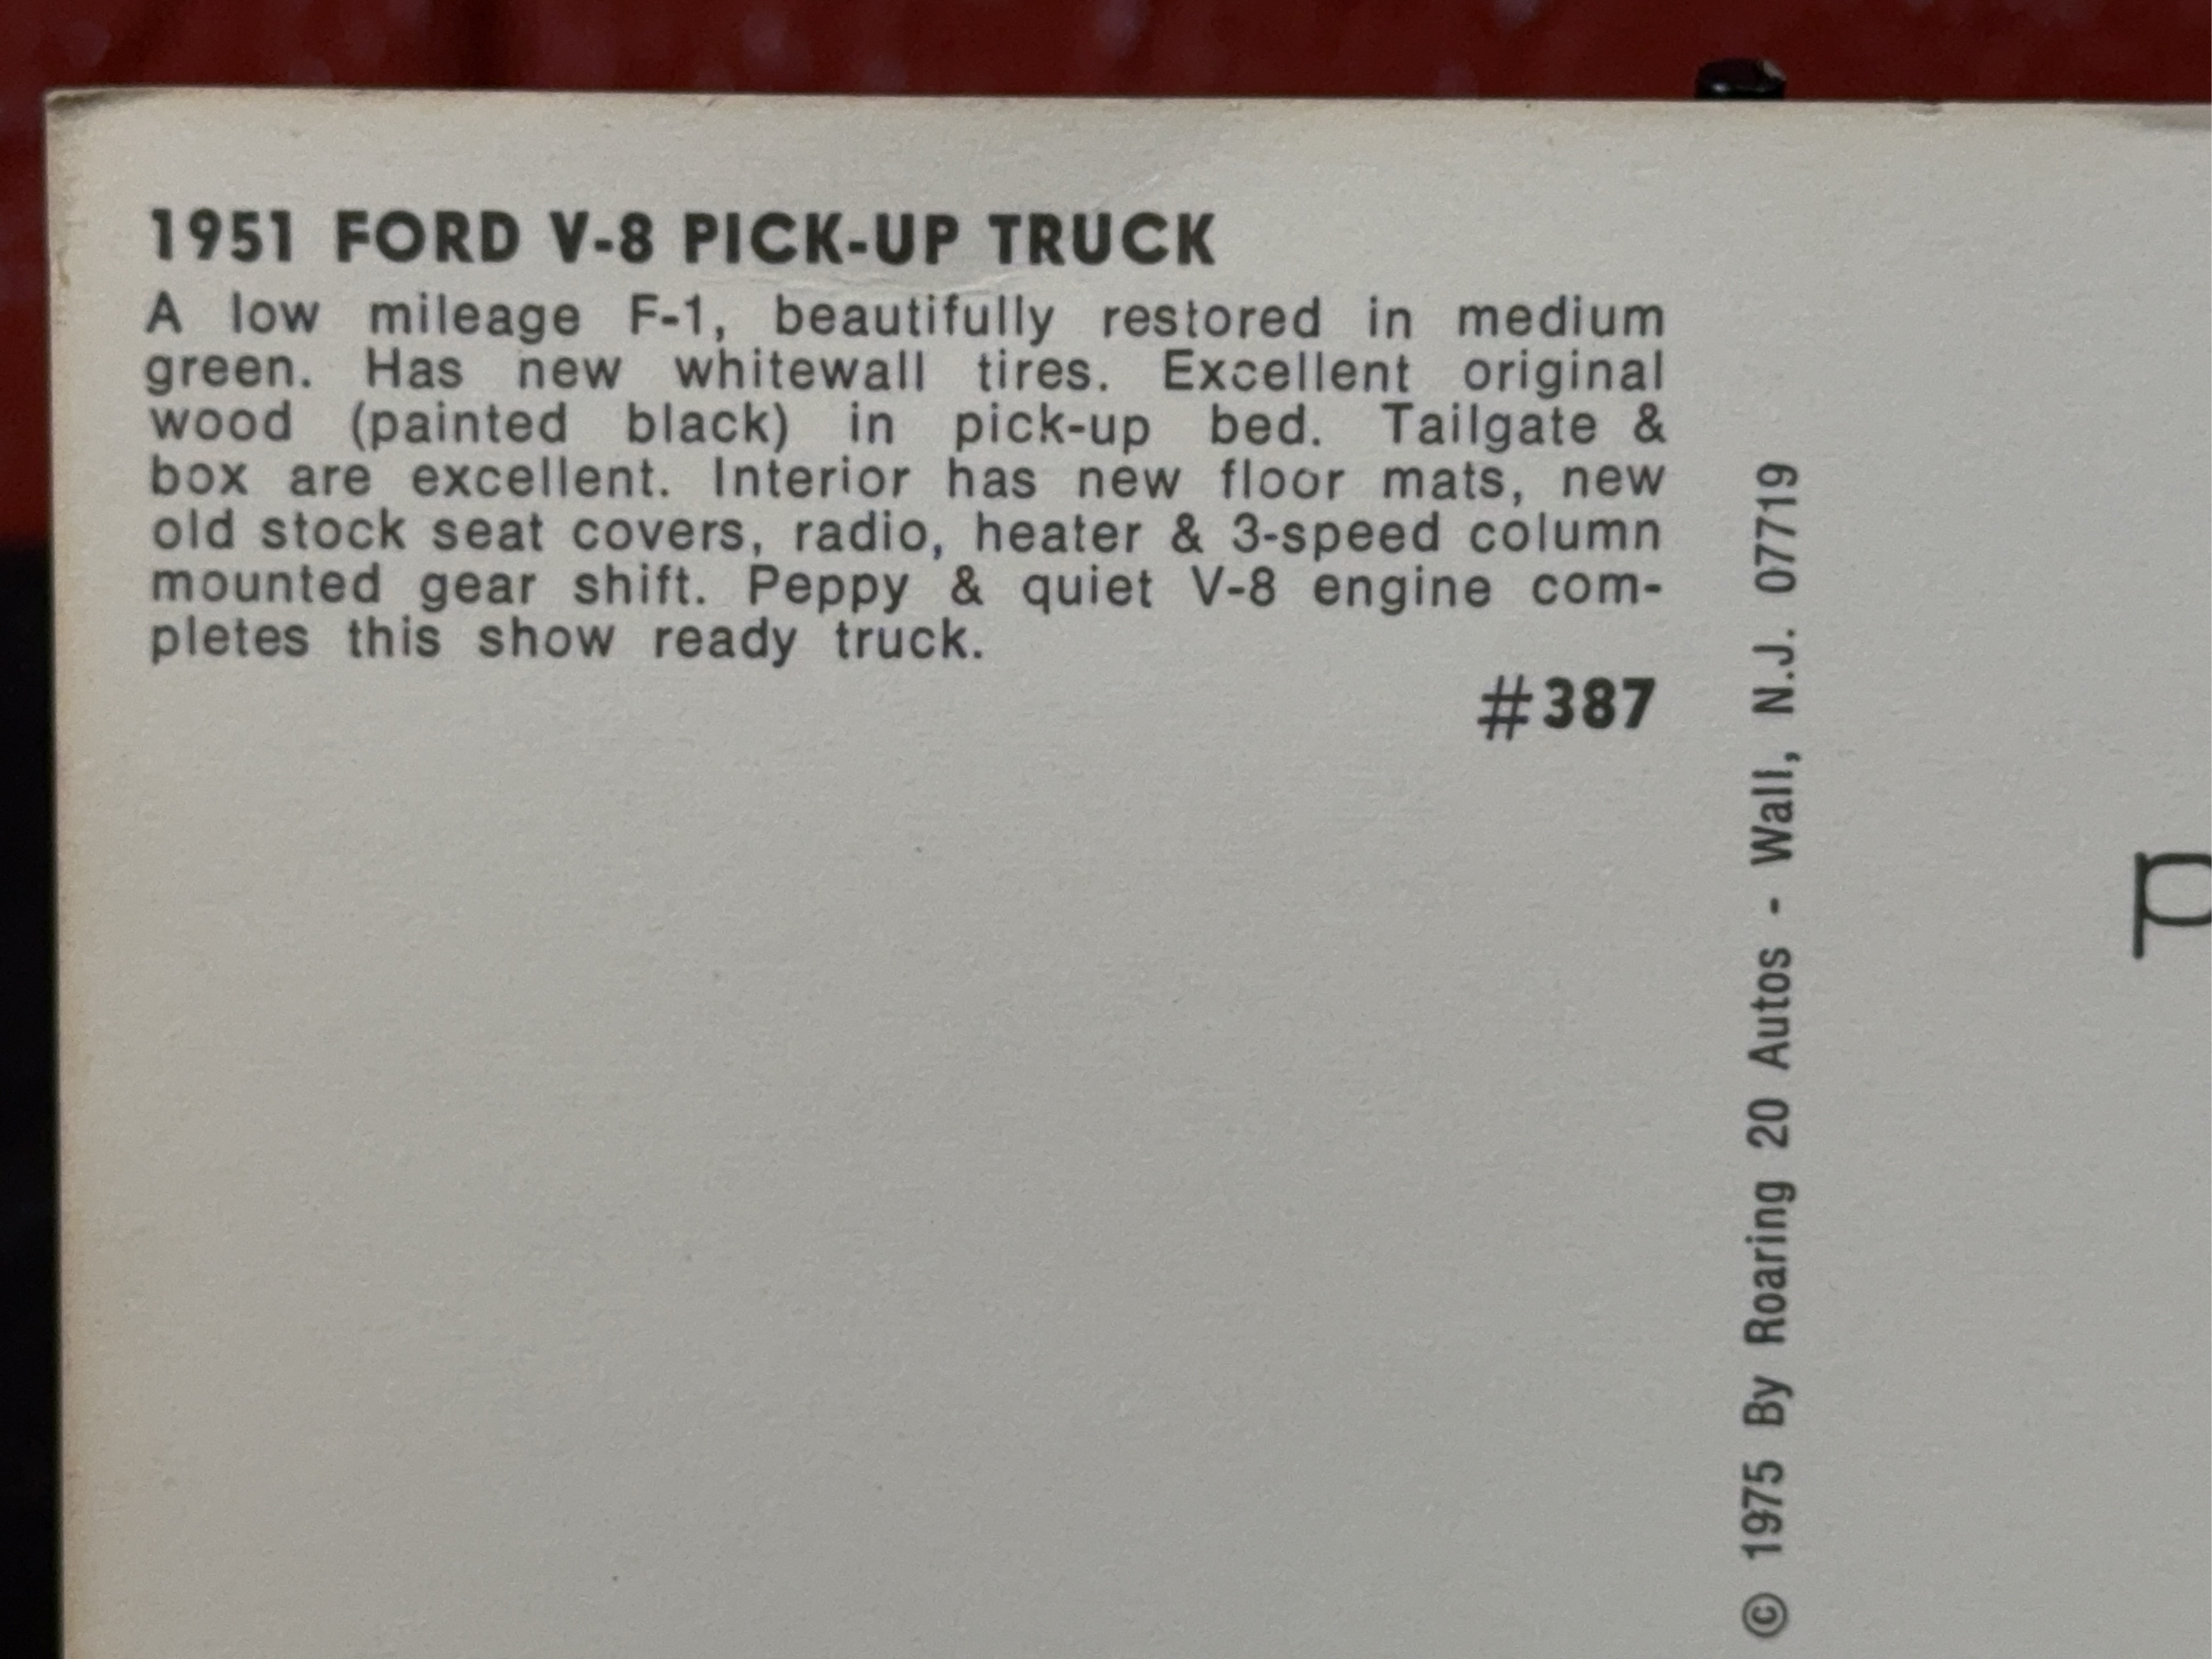 1951 FORD V-8 PICK-UP TRUCK
A low mileage F-1, beautifully restored in medium
green. Has new whitewall tires. Excellent original
wood (painted black) in pick-up bed. Tailgate &
box are excellent. Interior has new floor mats, new
old stock seat covers, radio, heater & 3-speed column
mounted gear shift. Peppy & quiet V-8 engine com-
pletes this show ready truck.
#387
© 1975 By Roaring 20 Autos - Wall, N.J. 07719